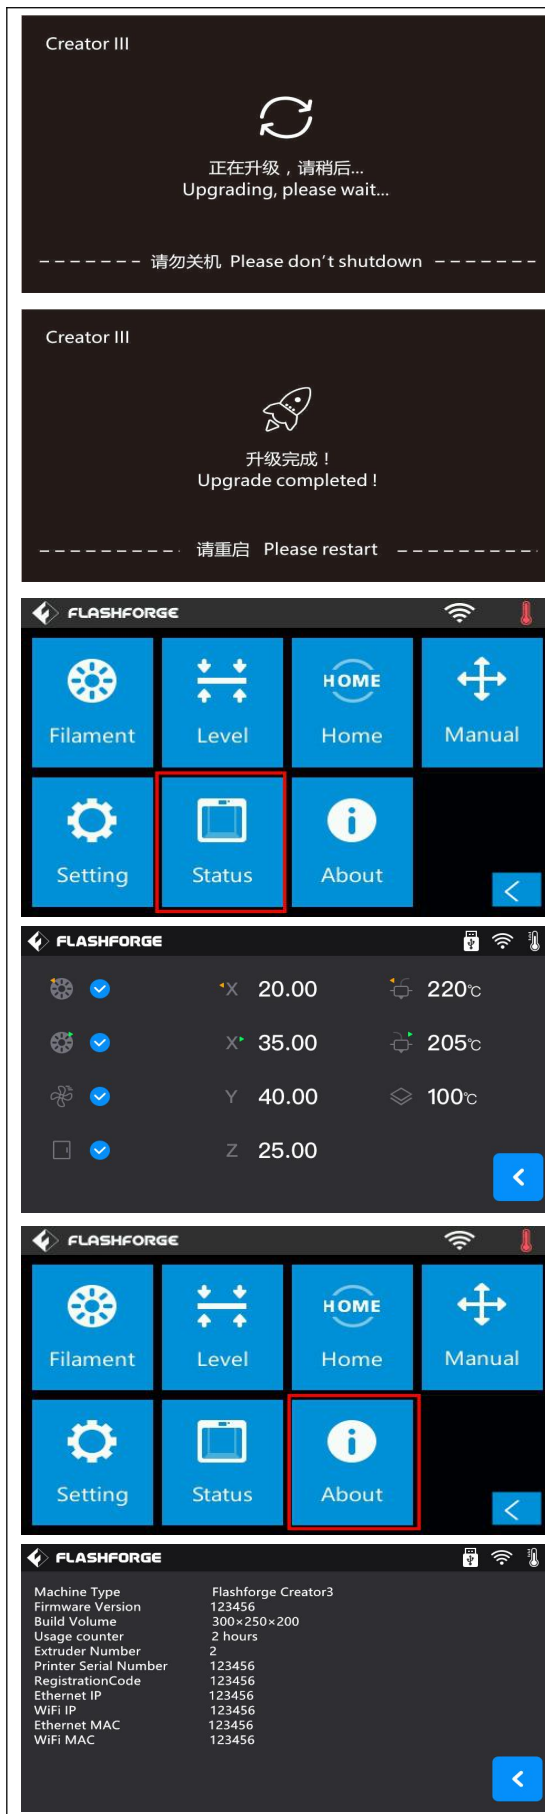 Creator III
正在升级，请稍后...
Upgrading, please wait...
请勿关机 Please don't shutdown
Creator III
升级完成！
Upgrade completed !
请重启 Please restart
FLASHFORGE
Filament Level HOME Home Manual
Setting Status About
FLASHFORGE
X 20.00 220℃
X 35.00 205℃
Y 40.00 100℃
Z 25.00
FLASHFORGE
Filament Level HOME Home Manual
Setting Status About
FLASHFORGE
Machine Type Flashforge Creator3
Firmware Version 123456
Build Volume 300×250×200
Usage counter 2 hours
Extruder Number 2
Printer Serial Number 123456
RegistrationCode 123456
Ethernet IP 123456
WiFi IP 123456
Ethernet MAC 123456
WiFi MAC 123456